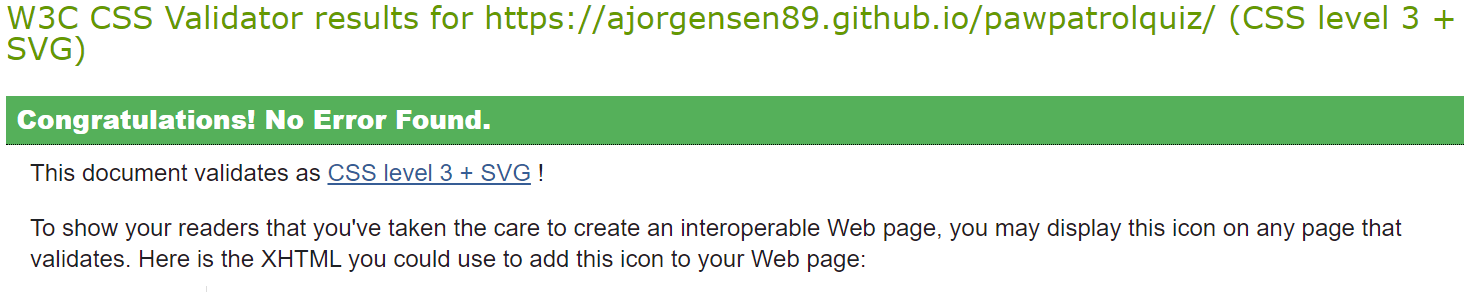 W3C CSS Validator results for https://ajorgensen89.github.io/pawpatrolquiz/ (CSS level 3 +
SVG)
Congratulations! No Error Found.
This document validates as CSS level 3 + SVG !
To show your readers that you've taken the care to create an interoperable Web page, you may display this icon on any page that
validates. Here is the XHTML you could use to add this icon to your Web page: